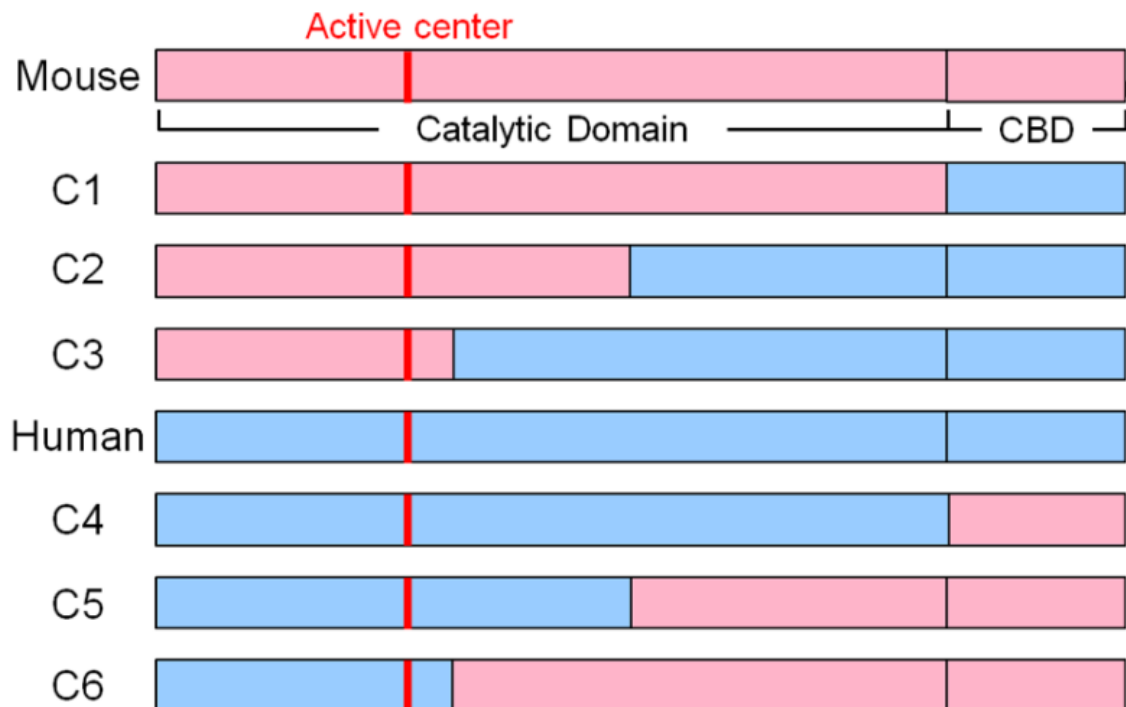 Active center
Mouse
Catalytic Domain
CBD
C1
C2
C3
Human
C4
C5
C6